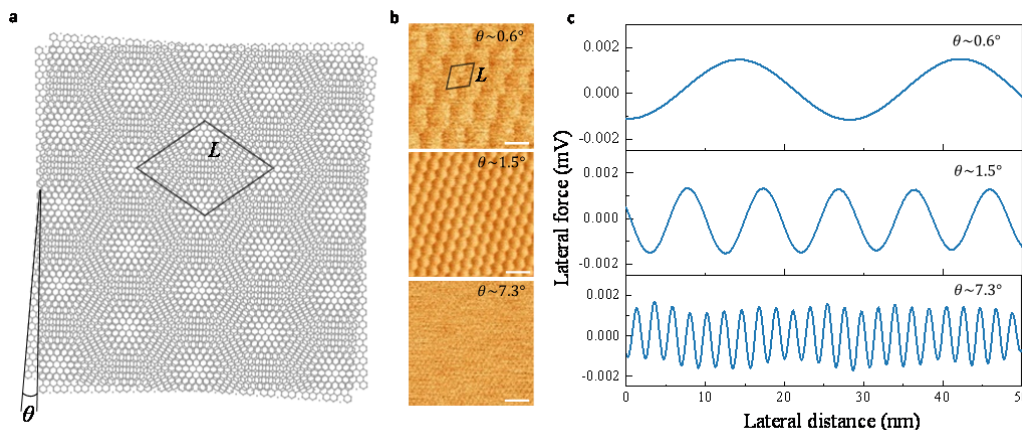 a
L
θ
b
θ~0.6°
L
θ~1.5°
θ~7.3°
c
Lateral force (mV)
0.002
0.000
-0.002
θ~0.6°
0.002
0.000
-0.002
θ~1.5°
0.002
0.000
-0.002
θ~7.3°
0 10 20 30 40 5
Lateral distance (nm)